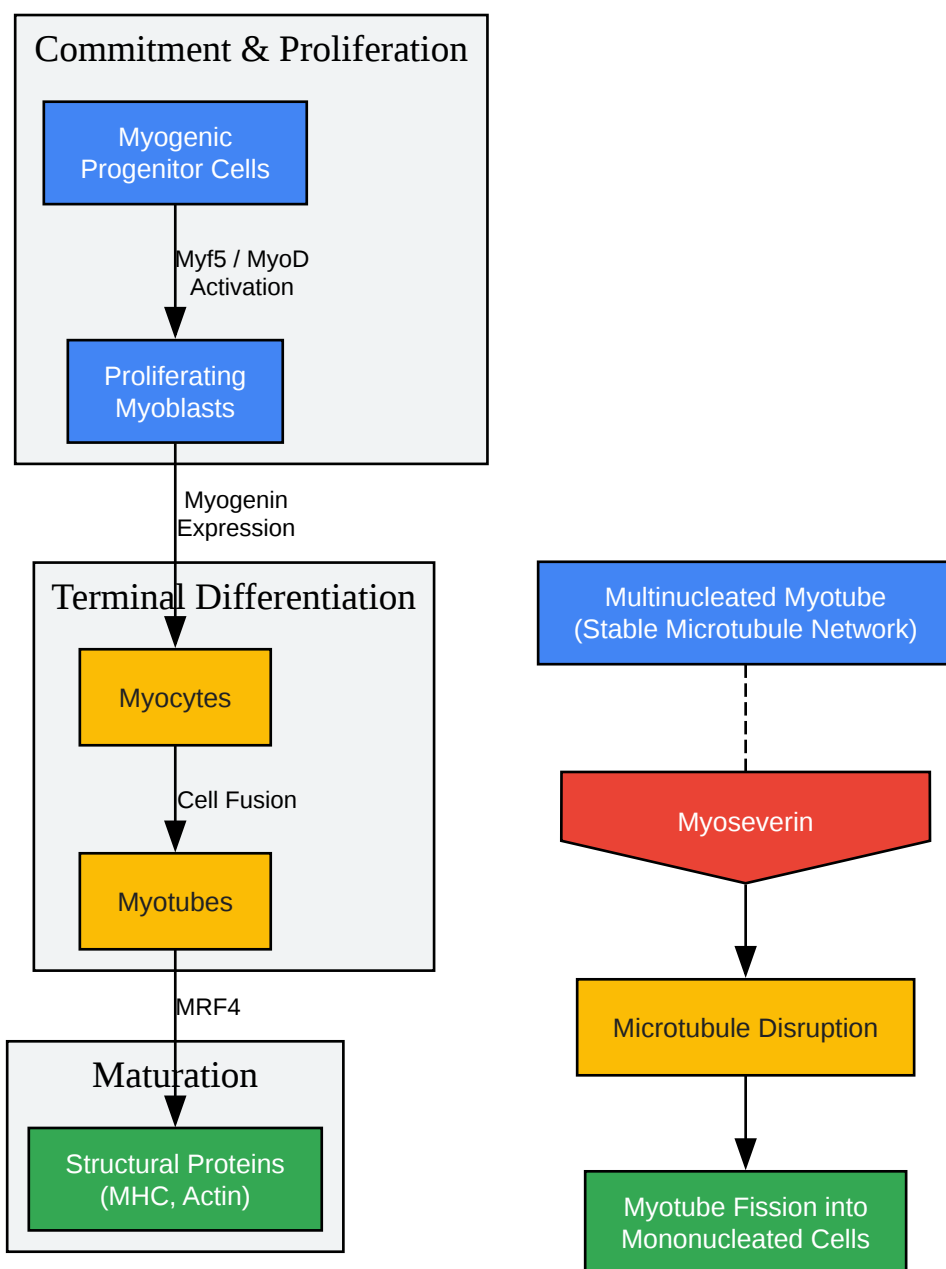 Commitment & Proliferation
Myogenic
Progenitor Cells
Myf5 / MyoD
Activation
Proliferating
Myoblasts
Myogenin
Expression
Terminal Differentiation
Myocytes
Cell Fusion
Myotubes
MRF4
Maturation
Structural Proteins
(MHC, Actin)
Multinucleated Myotube
(Stable Microtubule Network)
Myoseverin
Microtubule Disruption
Myotube Fission into
Mononucleated Cells